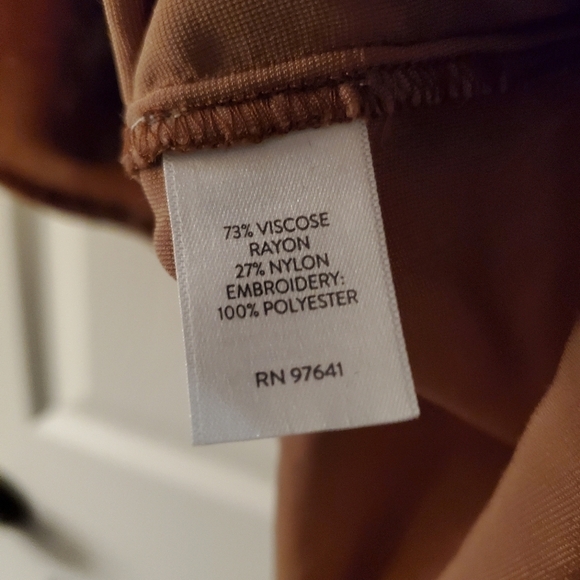 73% VISCOSE
RAYON
27% NYLON
EMBROIDERY:
100% POLYESTER
RN 97641